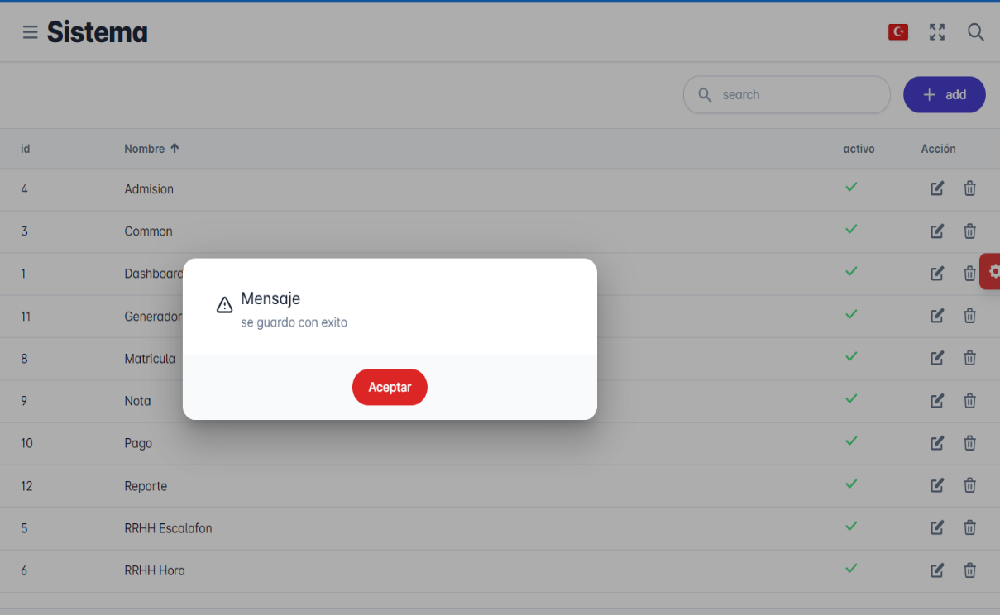 Sistema
search
add
id Nombre activo Acción
4 Admision
3 Common
1 Dashboard
11 Generador
8 Matricula
9 Nota
10 Pago
12 Reporte
5 RRHH Escalafon
6 RRHH Hora
Mensaje
se guardo con exito
Aceptar